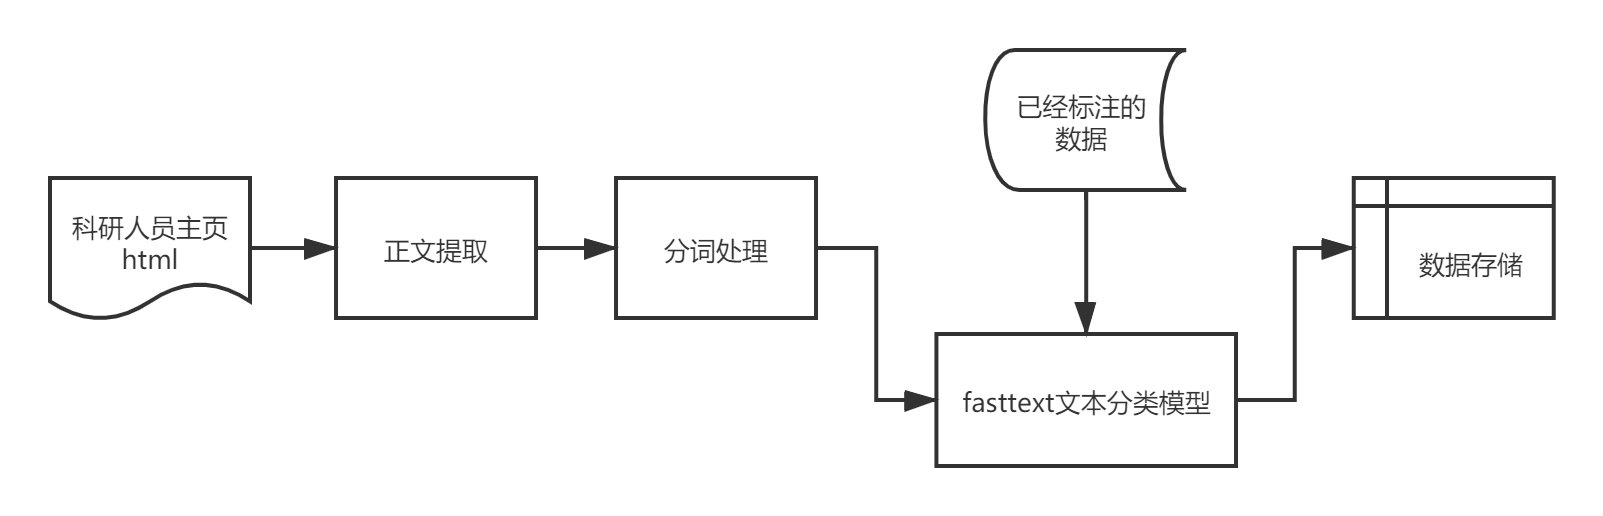 科研人员主页
html
正文提取
分词处理
已经标注的
数据
fasttext文本分类模型
数据存储